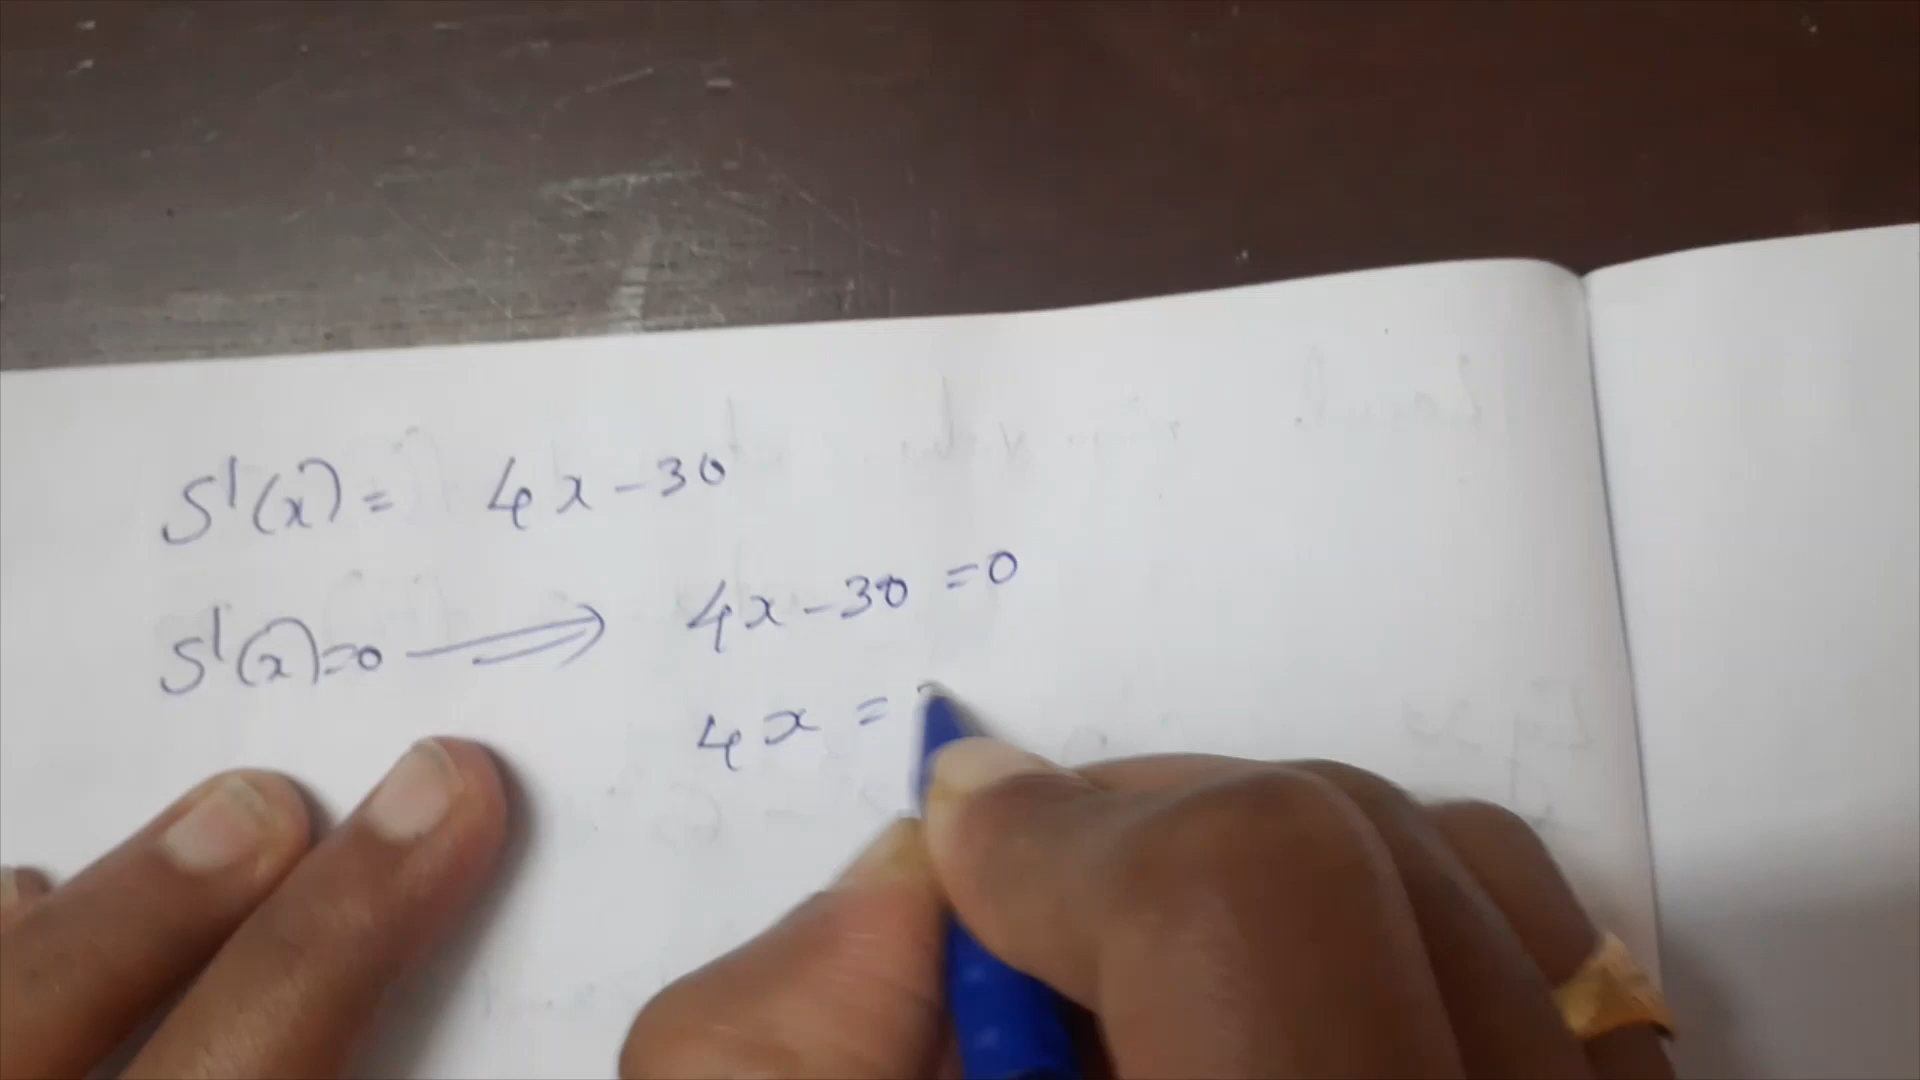 S'(x) = 4x - 30
S'(x) = 0 ⟹ 4x - 30 = 0
4x =